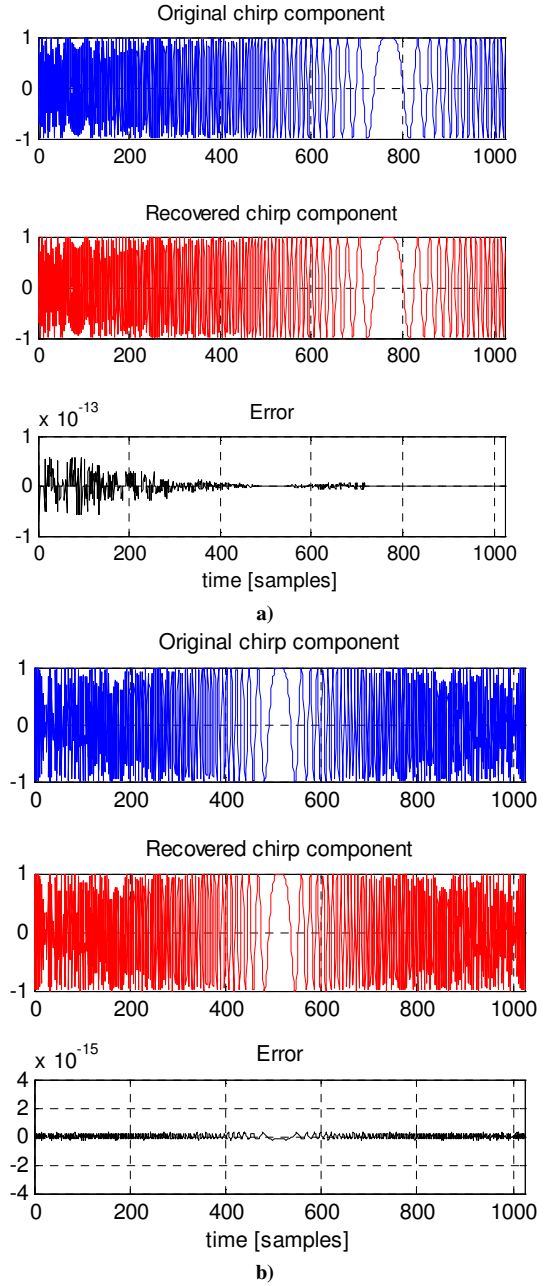 Original chirp component
1
0
-1
0 200 400 600 800 1000
Recovered chirp component
1
0
-1
0 200 400 600 800 1000
x 10^-13
Error
1
0
-1
0 200 400 600 800 1000
time [samples]
a)
Original chirp component
1
0
-1
0 200 400 600 800 1000
Recovered chirp component
1
0
-1
0 200 400 600 800 1000
x 10^-15
Error
4
2
0
-2
-4
0 200 400 600 800 1000
time [samples]
b)